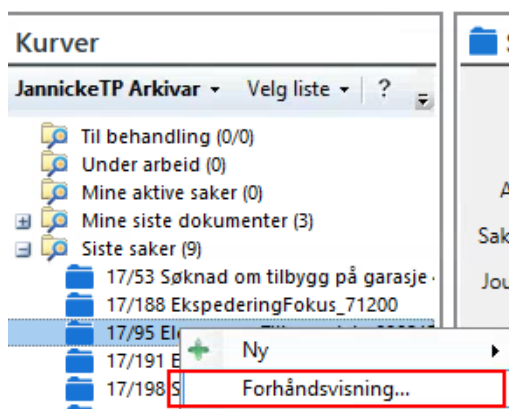 Kurver
JannickeTP Arkivar Velg liste ?
Til behandling (0/0)
Under arbeid (0)
Mine aktive saker (0)
Mine siste dokumenter (3)
Siste saker (9)
17/53 Søknad om tilbygg på garasje
17/188 EkspederingFokus_71200
17/95
17/191
17/198
Sak
Ny
Forhåndsvisning...